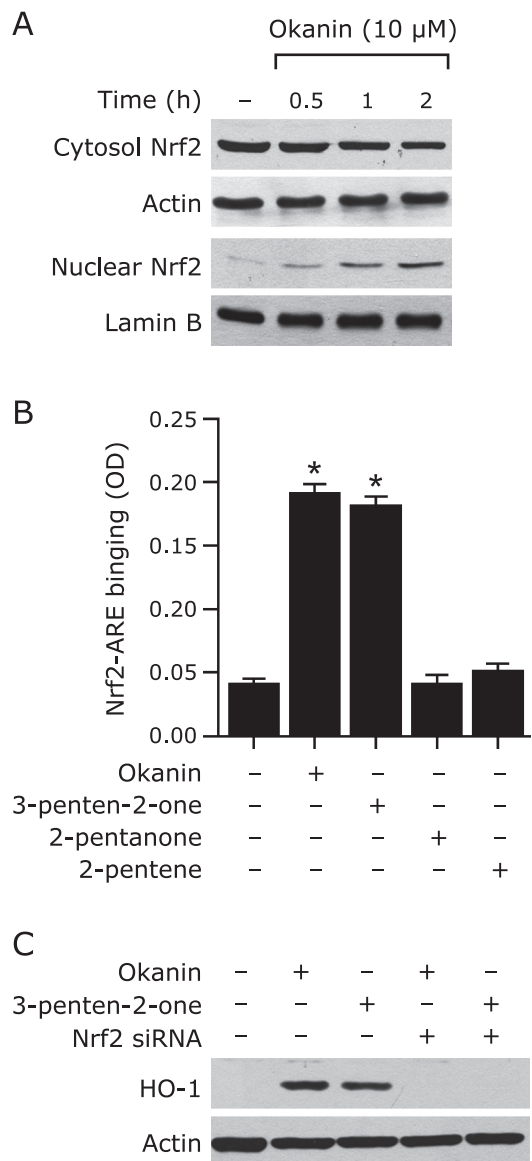 A
Okanin (10 μM)
Time (h) – 0.5 1 2
Cytosol Nrf2
Actin
Nuclear Nrf2
Lamin B
B
Nrf2-ARE binging (OD)
0.25
0.20
0.15
0.20
0.05
0.00
* *
Okanin – + – – –
3-penten-2-one – – + – –
2-pentanone – – – + –
2-pentene – – – – +
C
Okanin – + – + –
3-penten-2-one – – + – +
Nrf2 siRNA – – – + +
HO-1
Actin